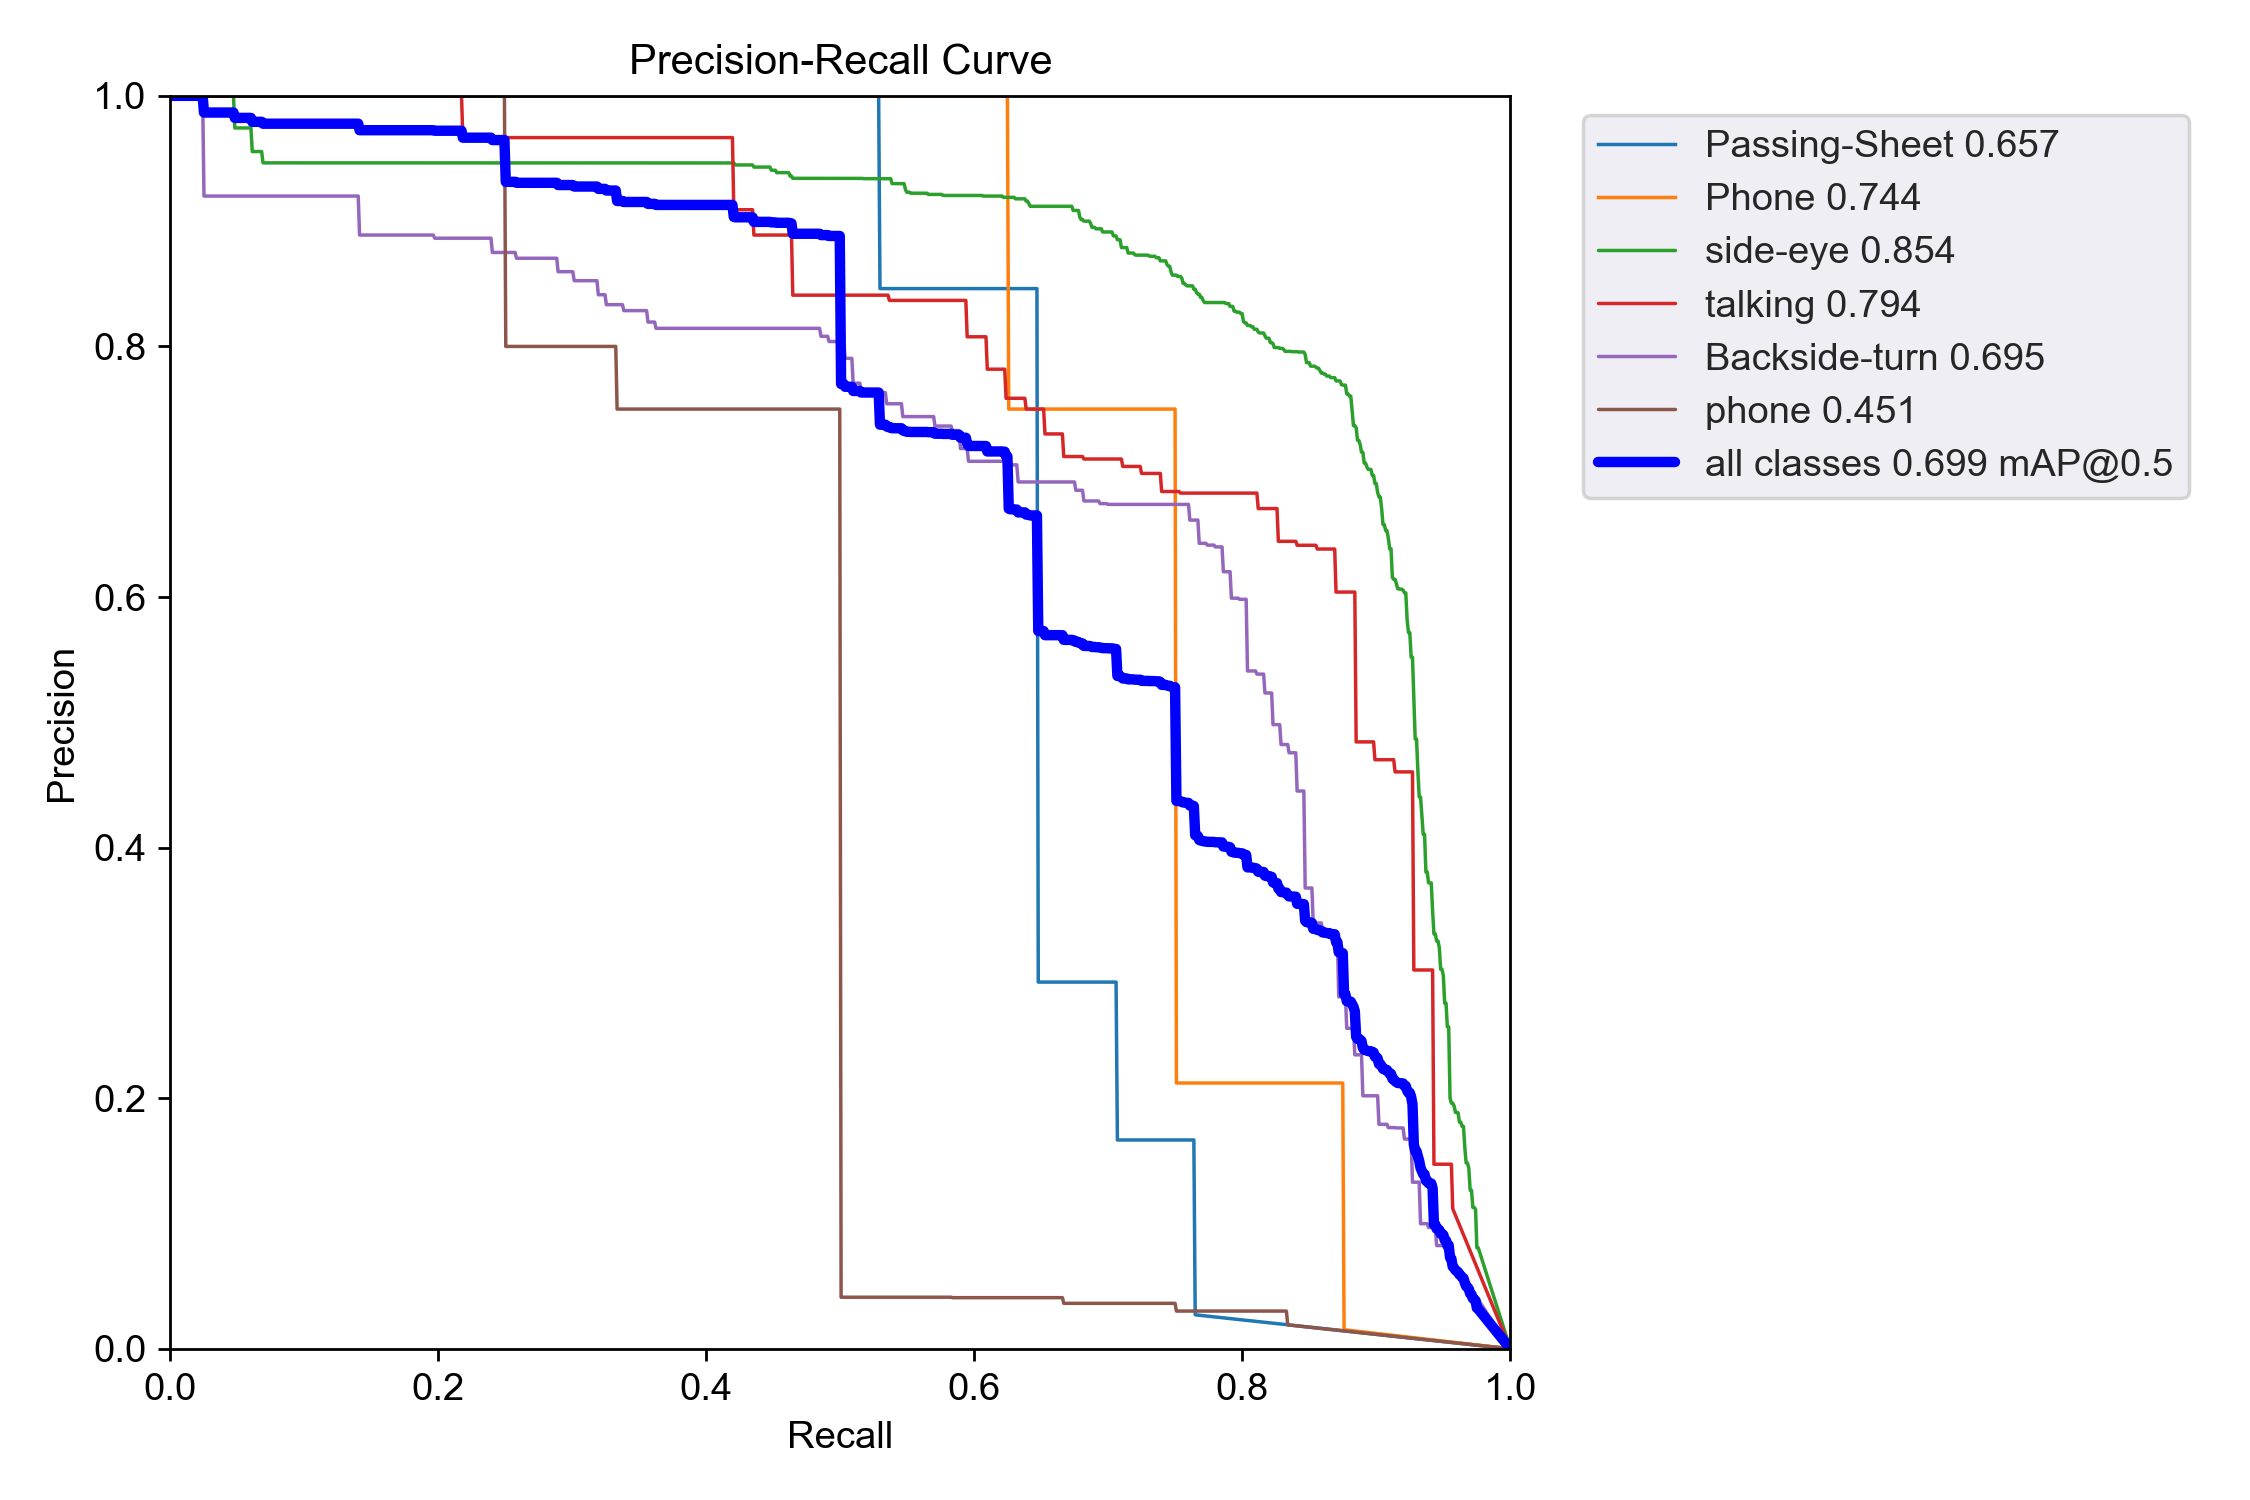 Precision-Recall Curve
1.0
0.8
0.6
0.4
0.2
0.0
Precision
0.0 0.2 0.4 0.6 0.8 1.0
Recall
Passing-Sheet 0.657
Phone 0.744
side-eye 0.854
talking 0.794
Backside-turn 0.695
phone 0.451
all classes 0.699 mAP@0.5